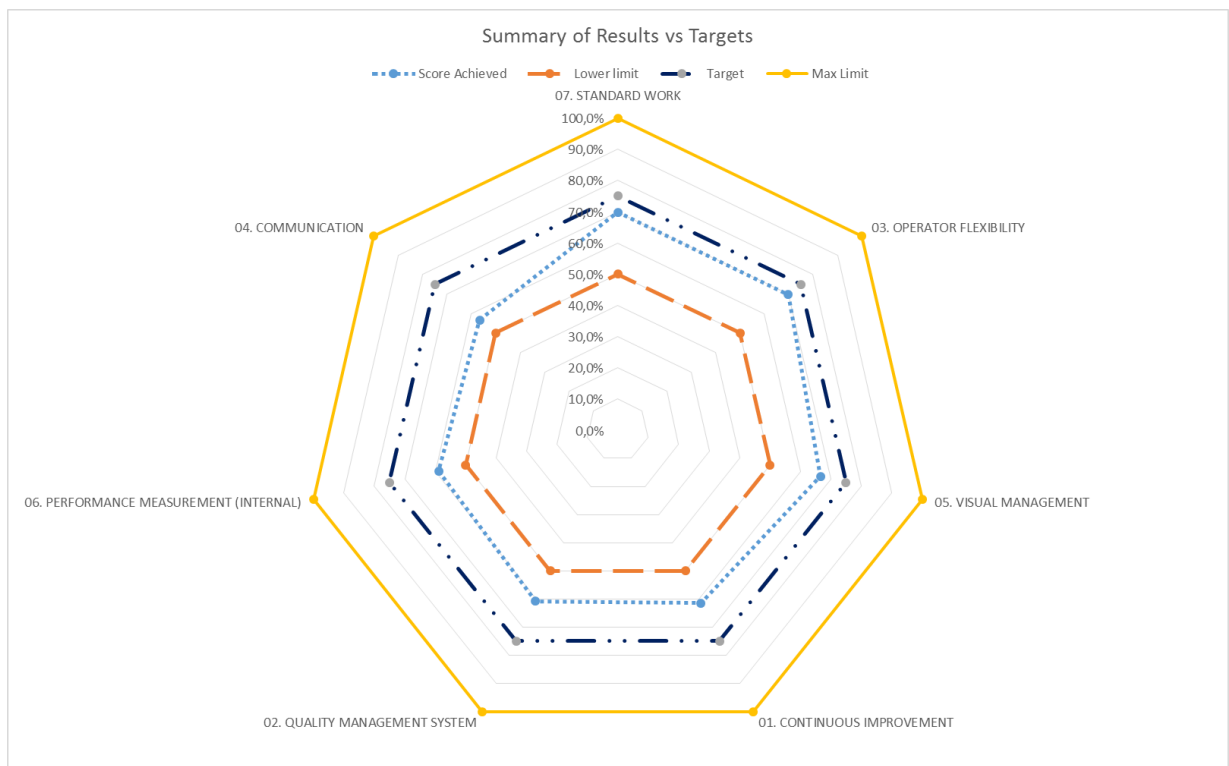 Summary of Results vs Targets
Score Achieved Lower limit Target Max Limit
07. STANDARD WORK
100,0%
90,0%
80,0%
70,0%
60,0%
50,0%
40,0%
30,0%
20,0%
10,0%
0,0%
03. OPERATOR FLEXIBILITY
05. VISUAL MANAGEMENT
01. CONTINUOUS IMPROVEMENT
02. QUALITY MANAGEMENT SYSTEM
06. PERFORMANCE MEASUREMENT (INTERNAL)
04. COMMUNICATION